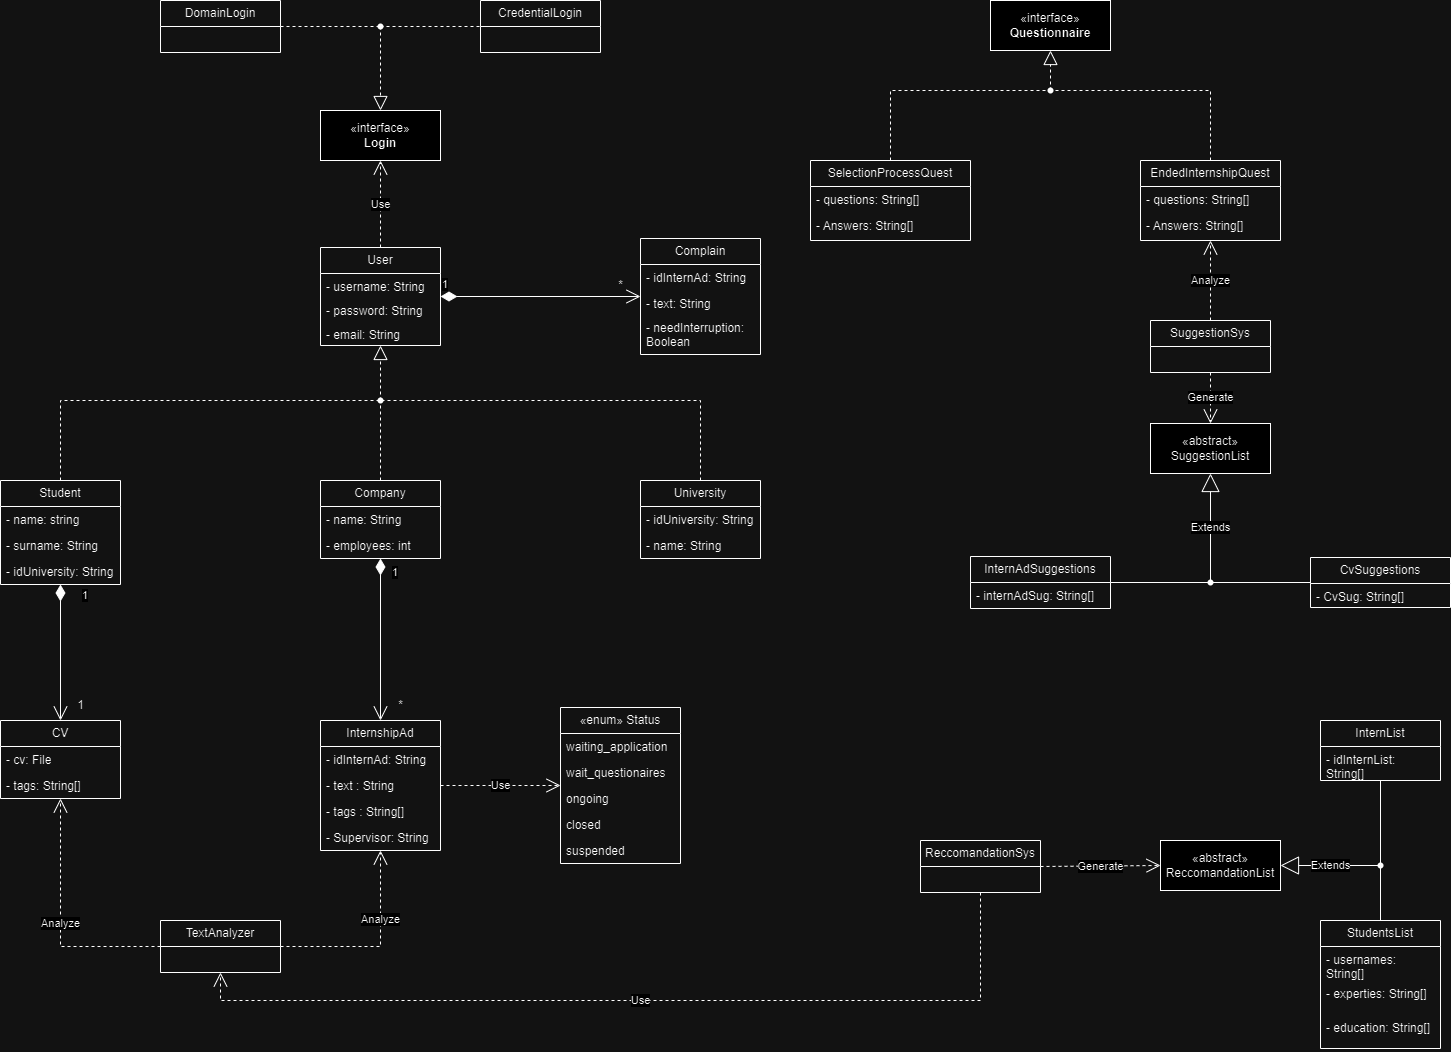 DomainLogin
CredentialLogin
«interface»
Login
Use
User
- username: String
- password: String
- email: String
1
*
Complain
- idInternAd: String
- text: String
- needInterruption:
Boolean
Student
- name: string
- surname: String
- idUniversity: String
Company
- name: String
- employees: int
University
- idUniversity: String
- name: String
1
1
1
*
CV
- cv: File
- tags: String[]
InternshipAd
- idInternAd: String
- text : String
- tags : String[]
- Supervisor: String
Use
«enum» Status
waiting_application
wait_questionaires
ongoing
closed
suspended
Analyze
Analyze
TextAnalyzer
Use
«interface»
Questionnaire
SelectionProcessQuest
- questions: String[]
- Answers: String[]
EndedInternshipQuest
- questions: String[]
- Answers: String[]
Analyze
SuggestionSys
Generate
«abstract»
SuggestionList
Extends
InternAdSuggestions
- internAdSug: String[]
CvSuggestions
- CvSug: String[]
ReccomandationSys
Generate
«abstract»
ReccomandationList
Extends
InternList
- idInternList:
String[]
StudentsList
- usernames:
String[]
- experties: String[]
- education: String[]